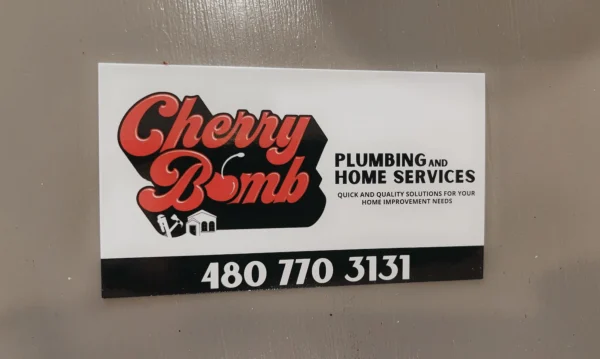 Cherry
Bomb
PLUMBING AND
HOME SERVICES
QUICK AND QUALITY SOLUTIONS FOR YOUR
HOME IMPROVEMENT NEEDS
480 770 3131